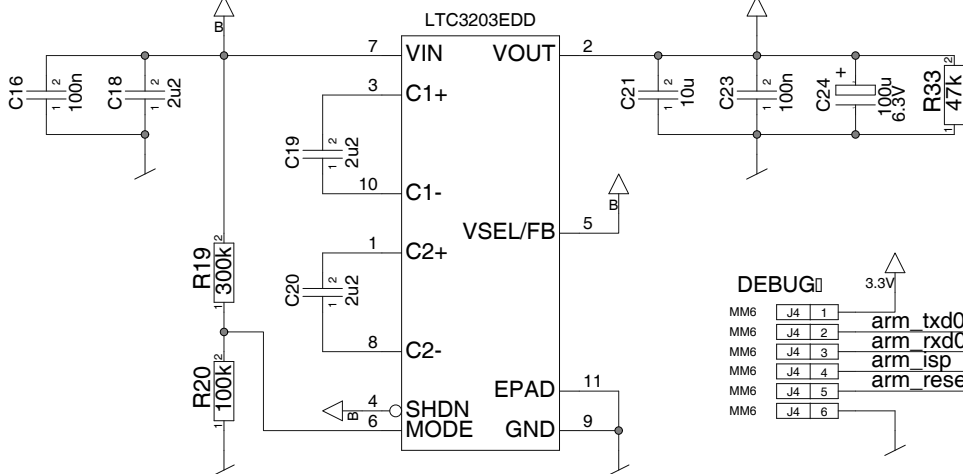 LTC3203EDD
B
7 VIN
VOUT 2
3 C1+
10 C1-
VSEL/FB 5
B
1 C2+
8 C2-
EPAD 11
4 SHDN
B
6 MODE
GND 9
C16
1 2
100n
C18
1 2
2u2
C19
1 2
2u2
C20
1 2
2u2
R19
1 2
300k
R20
1 2
100k
C21
1 2
10u
C23
1 2
100n
C24
+
100u
6.3V
R33
1 2
47k
DEBUG
3.3V
MM6 J4 1
MM6 J4 2 arm_txd0
MM6 J4 3 arm_rxd0
MM6 J4 4 arm_isp
MM6 J4 5 arm_rese
MM6 J4 6